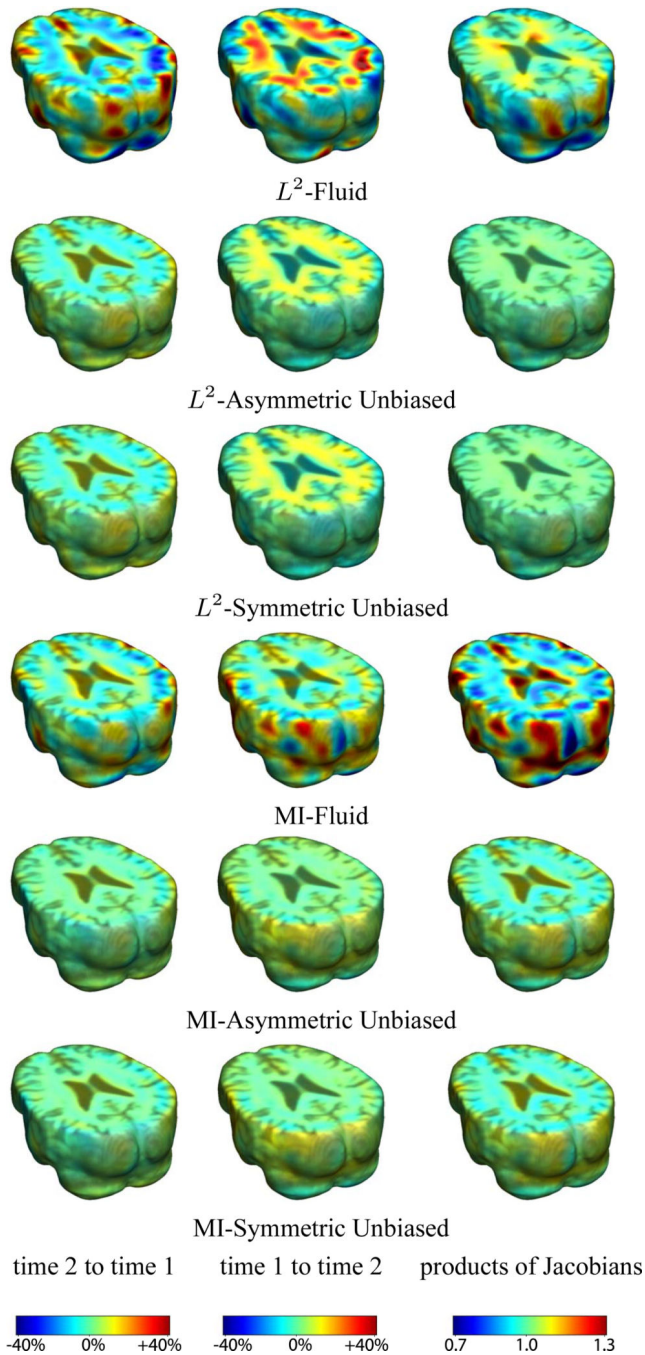 L²-Fluid
L²-Asymmetric Unbiased
L²-Symmetric Unbiased
MI-Fluid
MI-Asymmetric Unbiased
MI-Symmetric Unbiased
time 2 to time 1 time 1 to time 2 products of Jacobians
-40% 0% +40% -40% 0% +40% 0.7 1.0 1.3